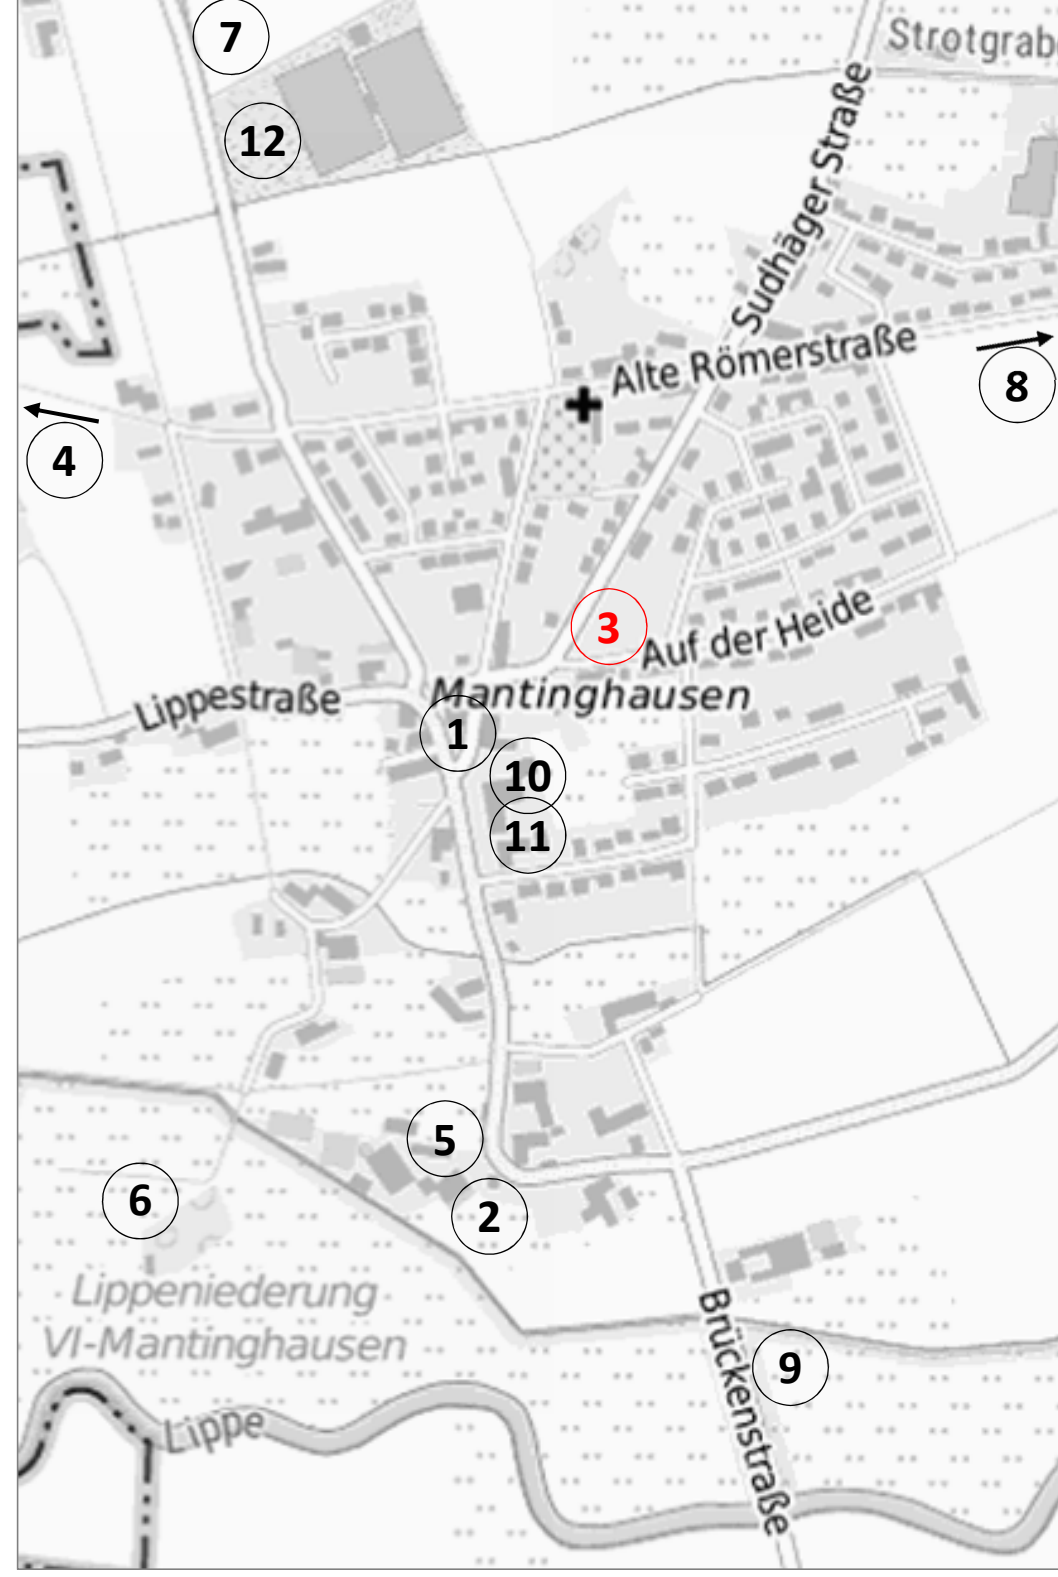 7
Strotgrabe
12
Sudhäger Straße
Alte Römerstraße
8
4
3
Auf der Heide
Mantinghausen
Lippestraße
1
10
11
5
6
2
Lippeniederung
VI-Mantinghausen
Brückenstraße
9
Lippe